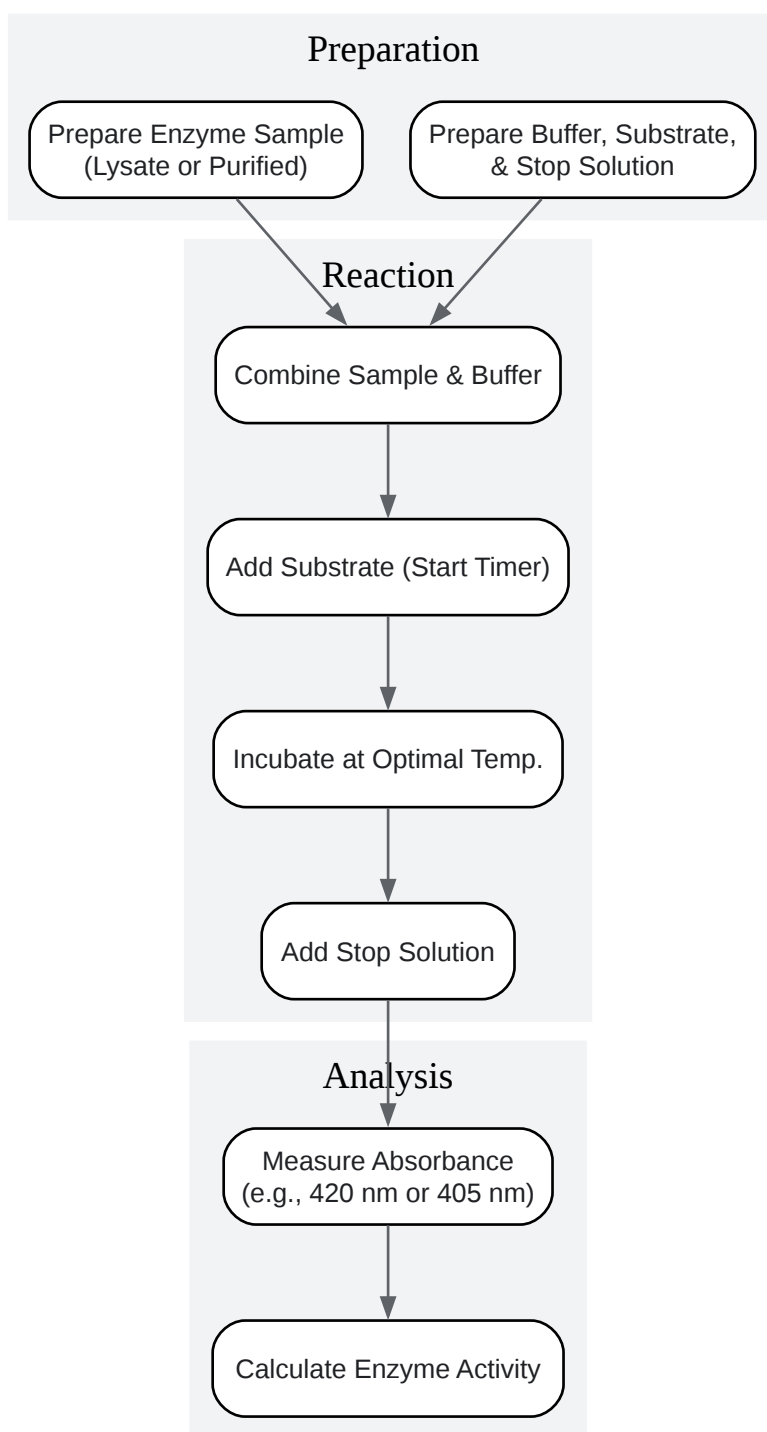 Preparation
Prepare Enzyme Sample
(Lysate or Purified)
Prepare Buffer, Substrate,
& Stop Solution
Reaction
Combine Sample & Buffer
Add Substrate (Start Timer)
Incubate at Optimal Temp.
Add Stop Solution
Analysis
Measure Absorbance
(e.g., 420 nm or 405 nm)
Calculate Enzyme Activity